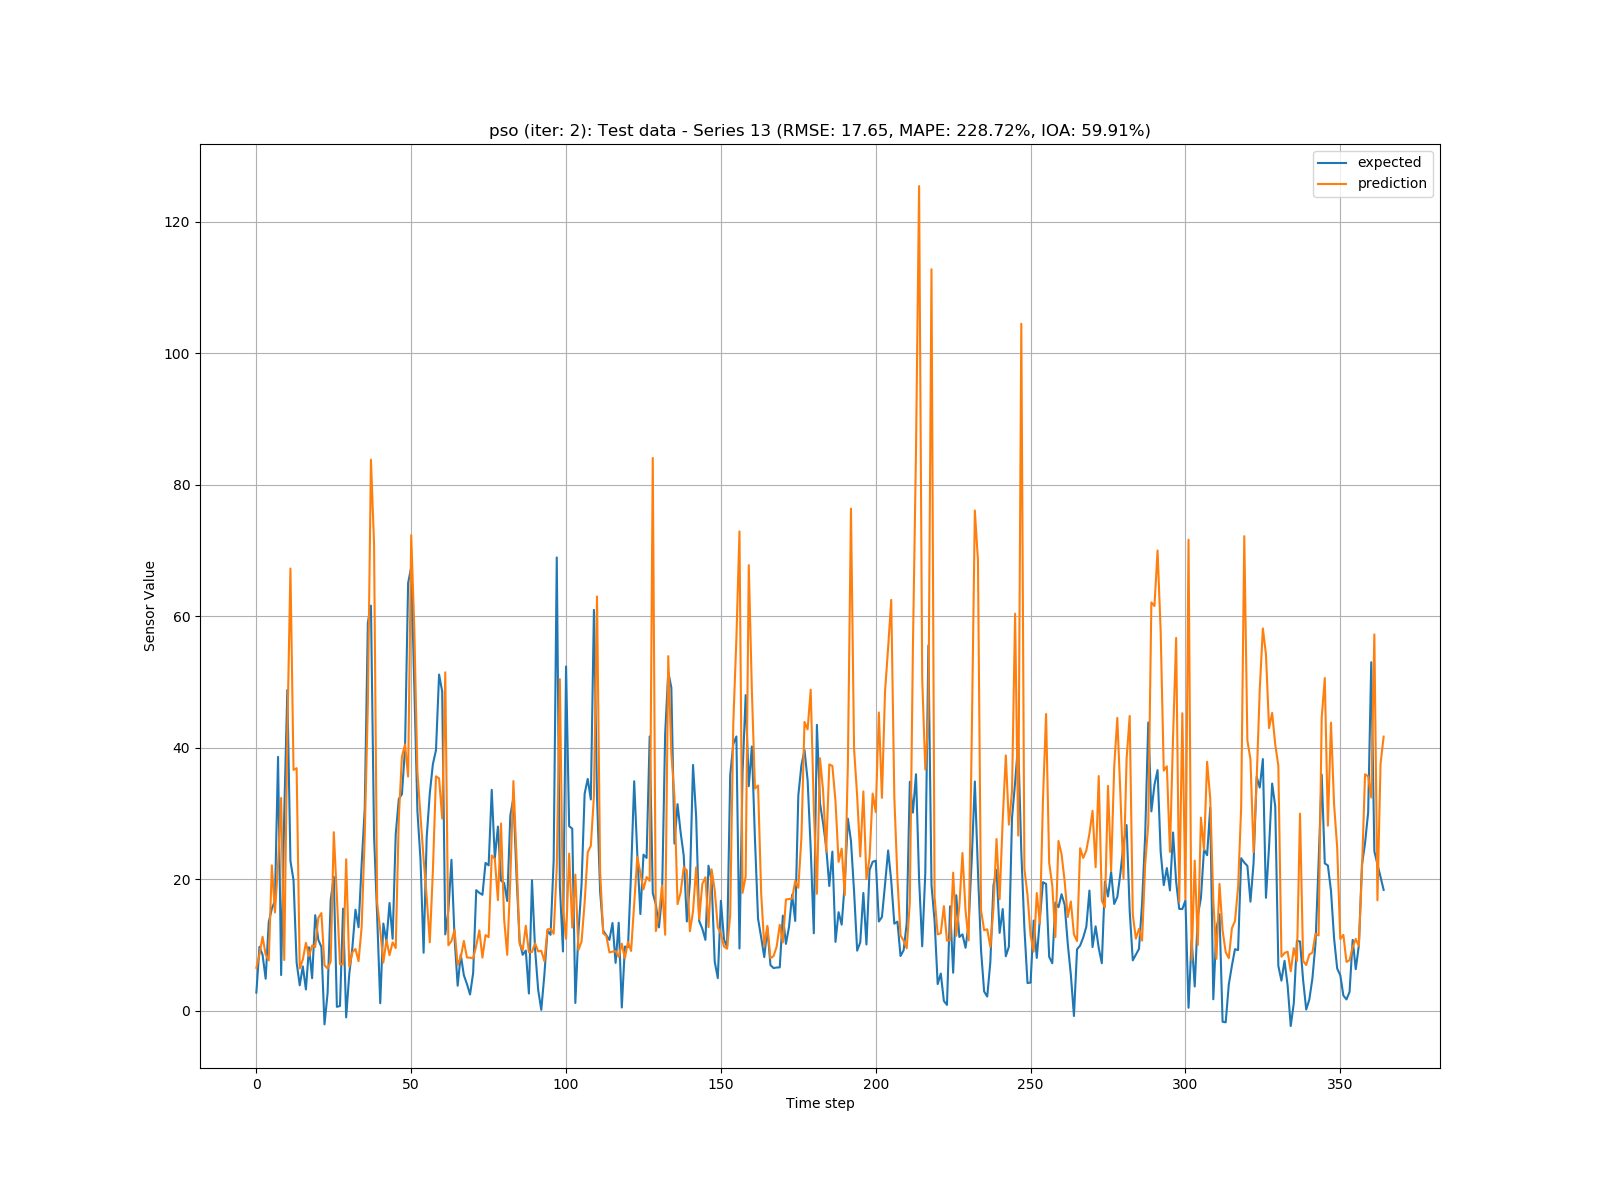 pso (iter: 2): Test data - Series 13 (RMSE: 17.65, MAPE: 228.72%, IOA: 59.91%)
expected
prediction
120
100
80
60
40
20
0
Sensor Value
0 50 100 150 200 250 300 350
Time step